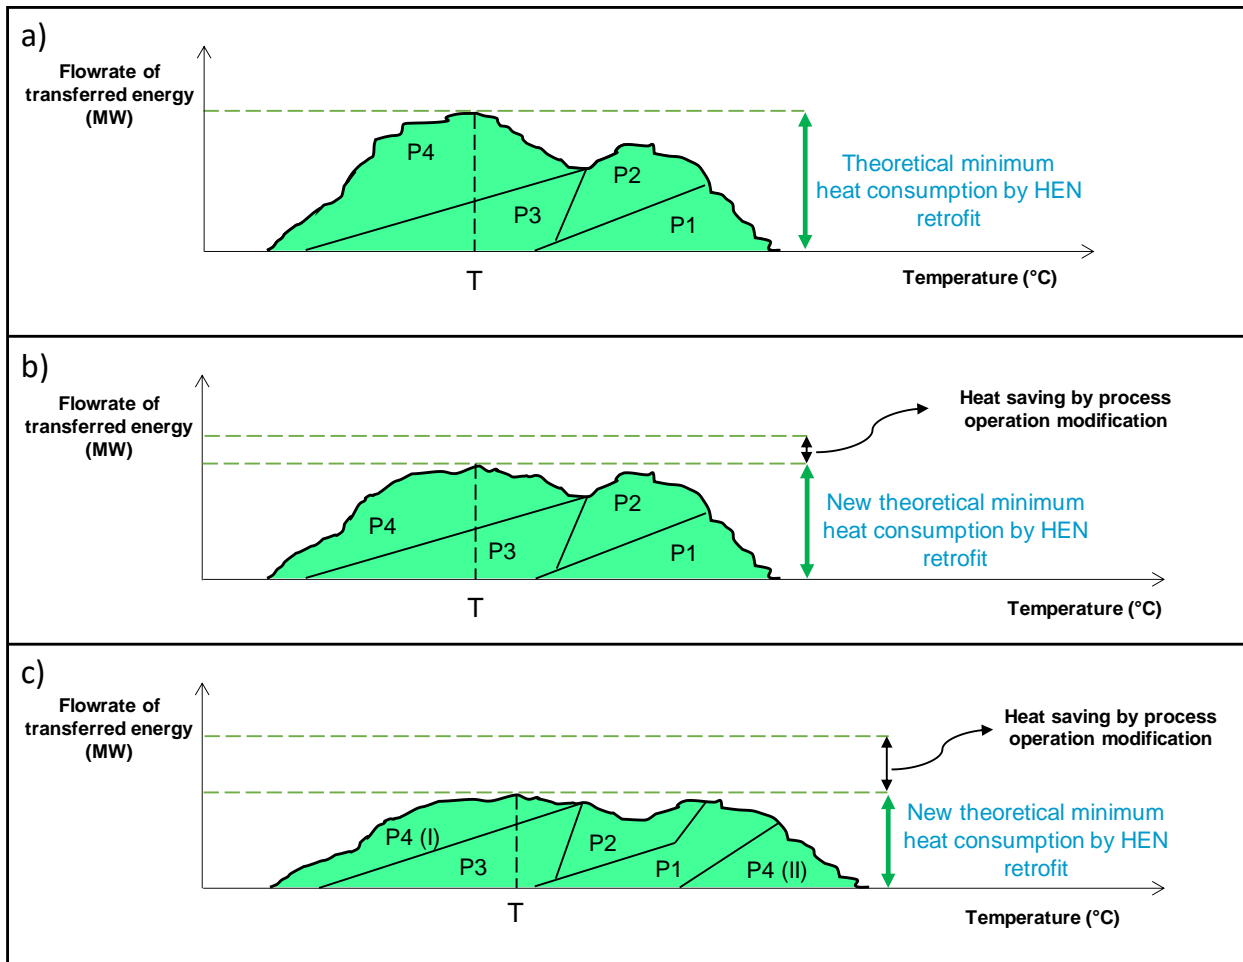 a)
Flowrate of
transferred energy
(MW)
P4
P2
P3
P1
Theoretical minimum
heat consumption by HEN
retrofit
T
Temperature (°C)
b)
Flowrate of
transferred energy
(MW)
Heat saving by process
operation modification
P4
P2
P3
P1
New theoretical minimum
heat consumption by HEN
retrofit
T
Temperature (°C)
c)
Flowrate of
transferred energy
(MW)
Heat saving by process
operation modification
P4 (I)
P3
P2
P1
P4 (II)
New theoretical minimum
heat consumption by HEN
retrofit
T
Temperature (°C)